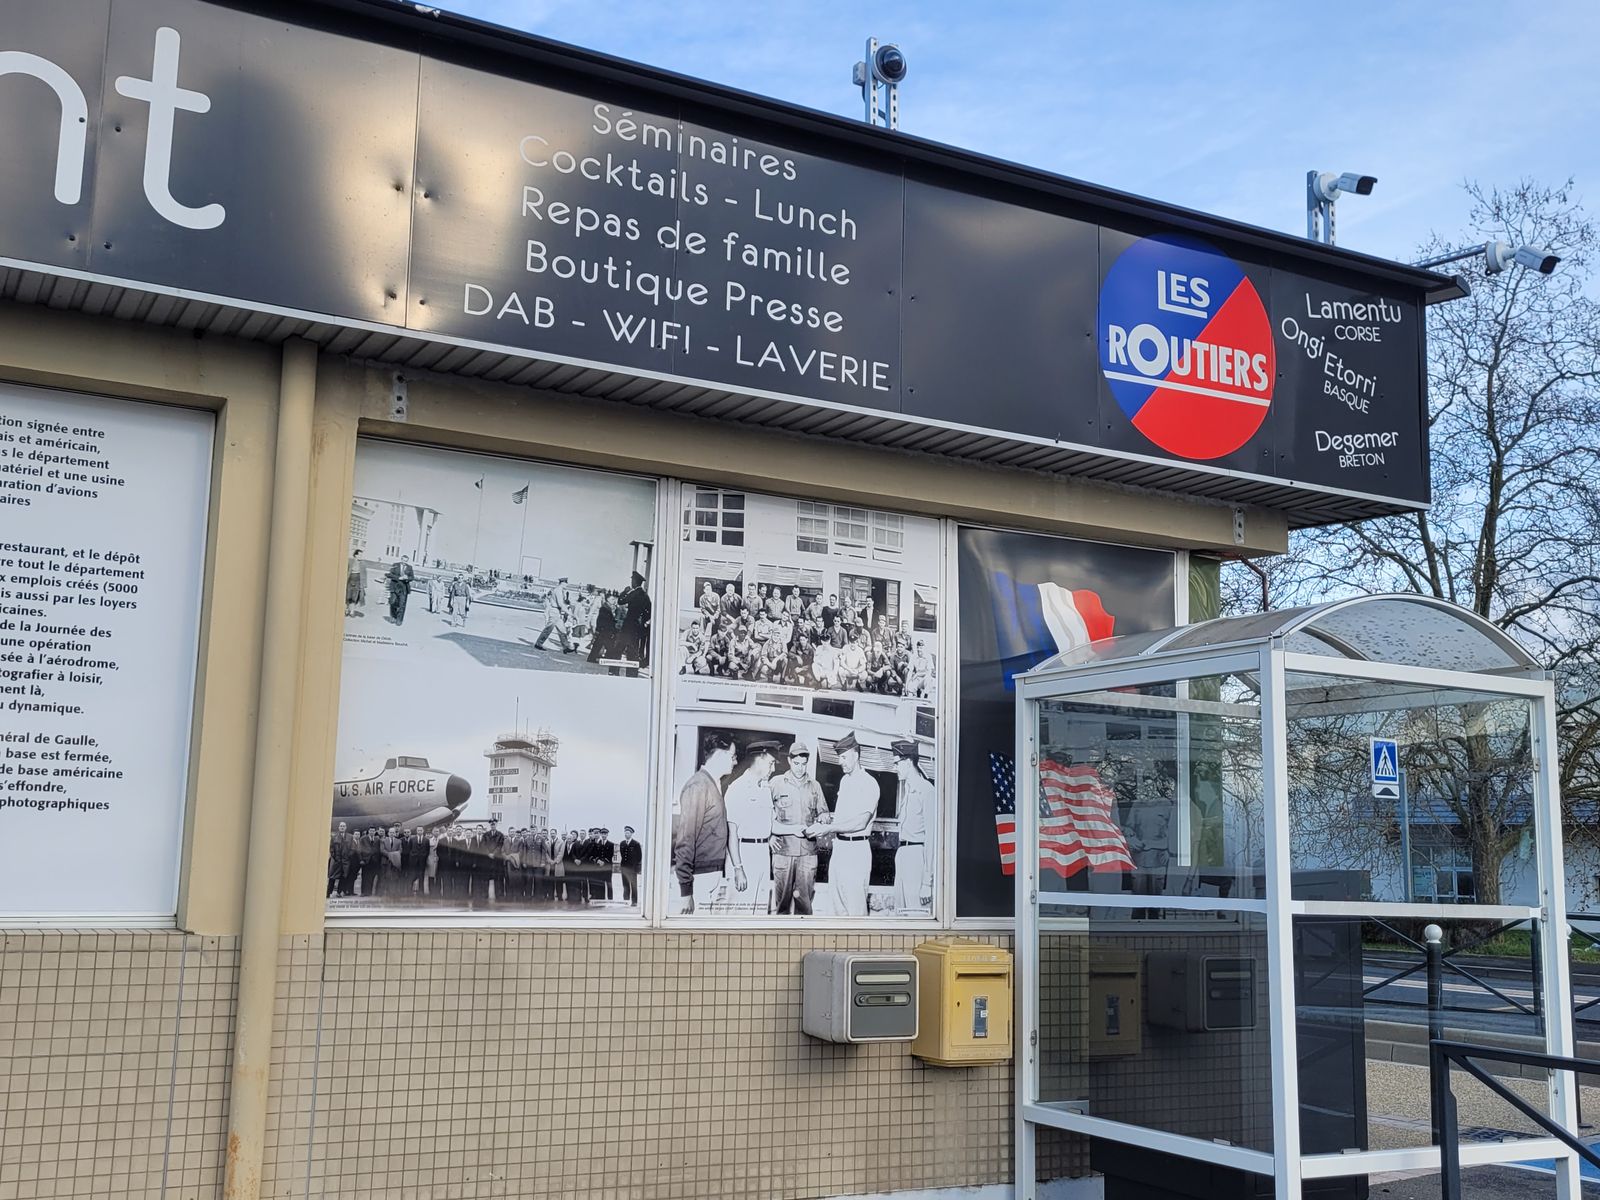 nt
Séminaires
Cocktails - Lunch
Repas de famille
Boutique Presse
DAB - WIFI - LAVERIE
LES
ROUTIERS
Lamentu
CORSE
Ongi Etorri
BASQUE
Degemer
BRETON
tion signée entre
ais et américain,
s le département
atériel et une usine
aration d'avions
aires
restaurant, et le dépôt
re tout le département
x emplois créés (5000
is aussi par les loyers
icaines.
de la Journée des
une opération
sée à l'aérodrome,
tografier à loisir,
ment là,
u dynamique.
néral de Gaulle,
base est fermée,
de base américaine
s'effondre,
photographiques
U.S. AIR FORCE